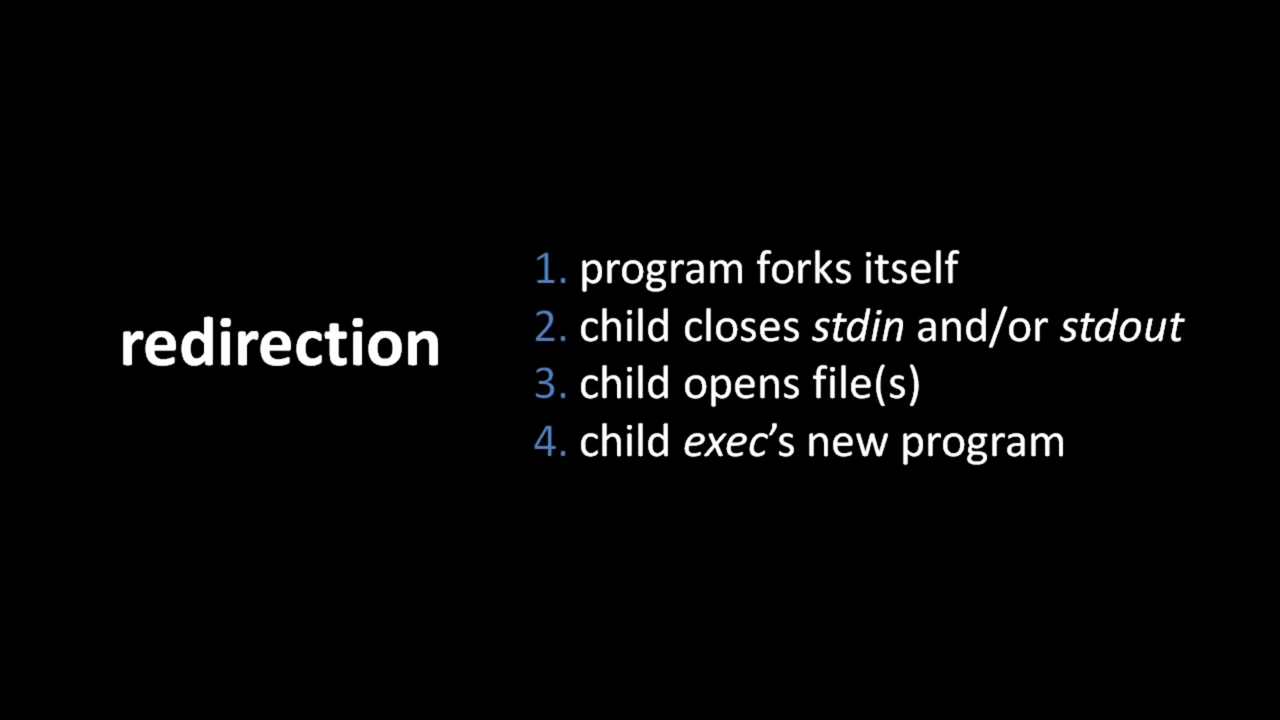 redirection
1. program forks itself
2. child closes stdin and/or stdout
3. child opens file(s)
4. child exec’s new program